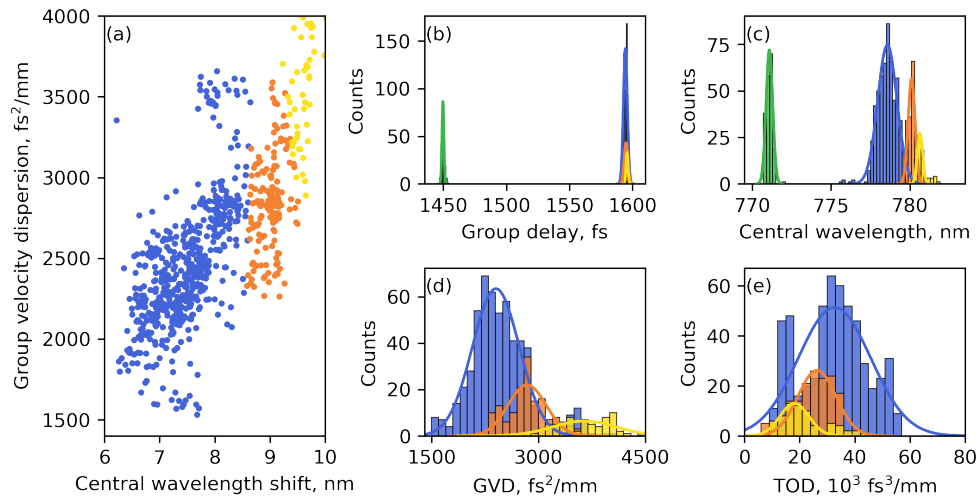 (a)
4000
3500
3000
2500
2000
1500
Group velocity dispersion, fs²/mm
6
7
8
9
10
Central wavelength shift, nm
(b)
150
100
50
0
Counts
1450
1500
1550
1600
Group delay, fs
(c)
75
50
25
0
Counts
770
775
780
Central wavelength, nm
(d)
60
40
20
0
Counts
1500
3000
4500
GVD, fs²/mm
(e)
60
40
20
0
Counts
0
20
40
60
80
TOD, 10³ fs³/mm